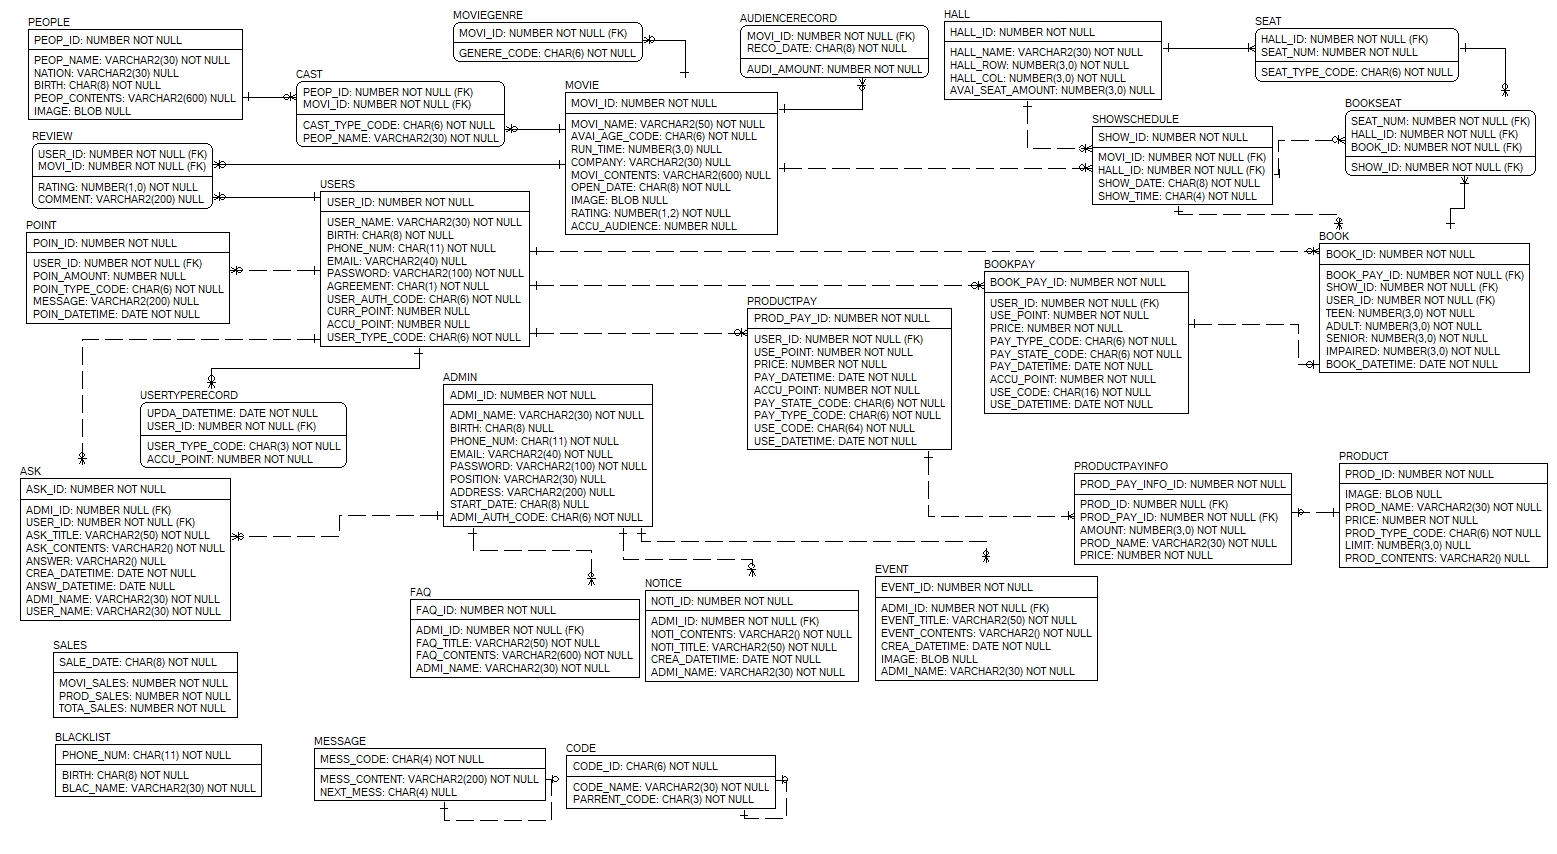 PEOPLE
PEOP_ID: NUMBER NOT NULL
PEOP_NAME: VARCHAR2(30) NOT NULL
NATION: VARCHAR2(30) NULL
BIRTH: CHAR(8) NOT NULL
PEOP_CONTENTS: VARCHAR2(600) NULL
IMAGE: BLOB NULL
MOVIEGENRE
MOVI_ID: NUMBER NOT NULL (FK)
GENERE_CODE: CHAR(6) NOT NULL
AUDIENCERECORD
MOVI_ID: NUMBER NOT NULL (FK)
RECO_DATE: CHAR(8) NOT NULL
AUDI_AMOUNT: NUMBER NOT NULL
HALL
HALL_ID: NUMBER NOT NULL
HALL_NAME: VARCHAR2(30) NOT NULL
HALL_ROW: NUMBER(3,0) NOT NULL
HALL_COL: NUMBER(3,0) NOT NULL
AVAI_SEAT_AMOUNT: NUMBER(3,0) NULL
SEAT
HALL_ID: NUMBER NOT NULL (FK)
SEAT_NUM: NUMBER NOT NULL
SEAT_TYPE_CODE: CHAR(6) NOT NULL
CAST
PEOP_ID: NUMBER NOT NULL (FK)
MOVI_ID: NUMBER NOT NULL (FK)
CAST_TYPE_CODE: CHAR(6) NOT NULL
PEOP_NAME: VARCHAR2(30) NOT NULL
MOVIE
MOVI_ID: NUMBER NOT NULL
MOVI_NAME: VARCHAR2(50) NOT NULL
AVAI_AGE_CODE: CHAR(6) NOT NULL
RUN_TIME: NUMBER(3,0) NOT NULL
COMPANY: VARCHAR2(30) NULL
MOVI_CONTENTS: VARCHAR2(600) NULL
OPEN_DATE: CHAR(8) NOT NULL
IMAGE: BLOB NULL
RATING: NUMBER(1,2) NOT NULL
ACCU_AUDIENCE: NUMBER NULL
SHOWSCHEDULE
SHOW_ID: NUMBER NOT NULL
MOVI_ID: NUMBER NOT NULL (FK)
HALL_ID: NUMBER NOT NULL (FK)
SHOW_DATE: CHAR(8) NOT NULL
SHOW_TIME: CHAR(4) NOT NULL
BOOKSEAT
SEAT_NUM: NUMBER NOT NULL (FK)
HALL_ID: NUMBER NOT NULL (FK)
BOOK_ID: NUMBER NOT NULL (FK)
SHOW_ID: NUMBER NOT NULL (FK)
REVIEW
USER_ID: NUMBER NOT NULL (FK)
MOVI_ID: NUMBER NOT NULL (FK)
RATING: NUMBER(1,0) NOT NULL
COMMENT: VARCHAR2(200) NULL
USERS
USER_ID: NUMBER NOT NULL
USER_NAME: VARCHAR2(30) NOT NULL
BIRTH: CHAR(8) NOT NULL
PHONE_NUM: CHAR(11) NOT NULL
EMAIL: VARCHAR2(40) NULL
PASSWORD: VARCHAR2(100) NOT NULL
AGREEMENT: CHAR(1) NOT NULL
USER_AUTH_CODE: CHAR(6) NOT NULL
CURR_POINT: NUMBER NULL
ACCU_POINT: NUMBER NULL
USER_TYPE_CODE: CHAR(6) NOT NULL
POINT
POIN_ID: NUMBER NOT NULL
USER_ID: NUMBER NOT NULL (FK)
POIN_AMOUNT: NUMBER NULL
POIN_TYPE_CODE: CHAR(6) NOT NULL
MESSAGE: VARCHAR2(200) NULL
POIN_DATETIME: DATE NOT NULL
BOOK
BOOK_ID: NUMBER NOT NULL
BOOK_PAY_ID: NUMBER NOT NULL (FK)
SHOW_ID: NUMBER NOT NULL (FK)
USER_ID: NUMBER NOT NULL (FK)
TEEN: NUMBER(3,0) NOT NULL
ADULT: NUMBER(3,0) NOT NULL
SENIOR: NUMBER(3,0) NOT NULL
IMPAIRED: NUMBER(3,0) NOT NULL
BOOK_DATETIME: DATE NOT NULL
BOOKPAY
BOOK_PAY_ID: NUMBER NOT NULL
USER_ID: NUMBER NOT NULL (FK)
USE_POINT: NUMBER NOT NULL
PRICE: NUMBER NOT NULL
PAY_TYPE_CODE: CHAR(6) NOT NULL
PAY_STATE_CODE: CHAR(6) NOT NULL
PAY_DATETIME: DATE NOT NULL
ACCU_POINT: NUMBER NOT NULL
USE_CODE: CHAR(16) NOT NULL
USE_DATETIME: DATE NOT NULL
PRODUCTPAY
PROD_PAY_ID: NUMBER NOT NULL
USER_ID: NUMBER NOT NULL (FK)
USE_POINT: NUMBER NOT NULL
PRICE: NUMBER NOT NULL
PAY_DATETIME: DATE NOT NULL
ACCU_POINT: NUMBER NOT NULL
PAY_STATE_CODE: CHAR(6) NOT NULL
PAY_TYPE_CODE: CHAR(6) NOT NULL
USE_CODE: CHAR(64) NOT NULL
USE_DATETIME: DATE NOT NULL
USERTYPERECORD
UPDA_DATETIME: DATE NOT NULL
USER_ID: NUMBER NOT NULL (FK)
USER_TYPE_CODE: CHAR(3) NOT NULL
ACCU_POINT: NUMBER NOT NULL
ADMIN
ADMI_ID: NUMBER NOT NULL
ADMI_NAME: VARCHAR2(30) NOT NULL
BIRTH: CHAR(8) NULL
PHONE_NUM: CHAR(11) NOT NULL
EMAIL: VARCHAR2(40) NULL
PASSWORD: VARCHAR2(100) NOT NULL
POSITION: VARCHAR2(30) NULL
ADDRESS: VARCHAR2(200) NULL
START_DATE: CHAR(8) NULL
ADMI_AUTH_CODE: CHAR(6) NOT NULL
ASK
ASK_ID: NUMBER NOT NULL
ADMI_ID: NUMBER NULL (FK)
USER_ID: NUMBER NOT NULL (FK)
ASK_TITLE: VARCHAR2(50) NOT NULL
ASK_CONTENTS: VARCHAR2() NOT NULL
ANSWER: VARCHAR2() NULL
CREA_DATETIME: DATE NOT NULL
ANSW_DATETIME: DATE NULL
ADMI_NAME: VARCHAR2(30) NOT NULL
USER_NAME: VARCHAR2(30) NOT NULL
PRODUCTPAYINFO
PROD_PAY_INFO_ID: NUMBER NOT NULL
PROD_ID: NUMBER NULL (FK)
PROD_PAY_ID: NUMBER NOT NULL (FK)
AMOUNT: NUMBER(3,0) NOT NULL
PROD_NAME: VARCHAR2(30) NOT NULL
PRICE: NUMBER NOT NULL
PRODUCT
PROD_ID: NUMBER NOT NULL
IMAGE: BLOB NULL
PROD_NAME: VARCHAR2(30) NOT NULL
PRICE: NUMBER NOT NULL
PROD_TYPE_CODE: CHAR(6) NOT NULL
LIMIT: NUMBER(3,0) NULL
PROD_CONTENTS: VARCHAR2() NULL
FAQ
FAQ_ID: NUMBER NOT NULL
ADMI_ID: NUMBER NOT NULL (FK)
FAQ_TITLE: VARCHAR2(50) NOT NULL
FAQ_CONTENTS: VARCHAR2(600) NOT NULL
ADMI_NAME: VARCHAR2(30) NOT NULL
NOTICE
NOTI_ID: NUMBER NOT NULL
ADMI_ID: NUMBER NOT NULL (FK)
NOTI_CONTENTS: VARCHAR2() NOT NULL
NOTI_TITLE: VARCHAR2(50) NOT NULL
CREA_DATETIME: DATE NOT NULL
ADMI_NAME: VARCHAR2(30) NOT NULL
EVENT
EVENT_ID: NUMBER NOT NULL
ADMI_ID: NUMBER NOT NULL (FK)
EVENT_TITLE: VARCHAR2(50) NOT NULL
EVENT_CONTENTS: VARCHAR2() NOT NULL
CREA_DATETIME: DATE NOT NULL
IMAGE: BLOB NULL
ADMI_NAME: VARCHAR2(30) NOT NULL
SALES
SALE_DATE: CHAR(8) NOT NULL
MOVI_SALES: NUMBER NOT NULL
PROD_SALES: NUMBER NOT NULL
TOTA_SALES: NUMBER NOT NULL
BLACKLIST
PHONE_NUM: CHAR(11) NOT NULL
BIRTH: CHAR(8) NOT NULL
BLAC_NAME: VARCHAR2(30) NOT NULL
MESSAGE
MESS_CODE: CHAR(4) NOT NULL
MESS_CONTENT: VARCHAR2(200) NOT NULL
NEXT_MESS: CHAR(4) NULL
CODE
CODE_ID: CHAR(6) NOT NULL
CODE_NAME: VARCHAR2(30) NOT NULL
PARRENT_CODE: CHAR(3) NOT NULL